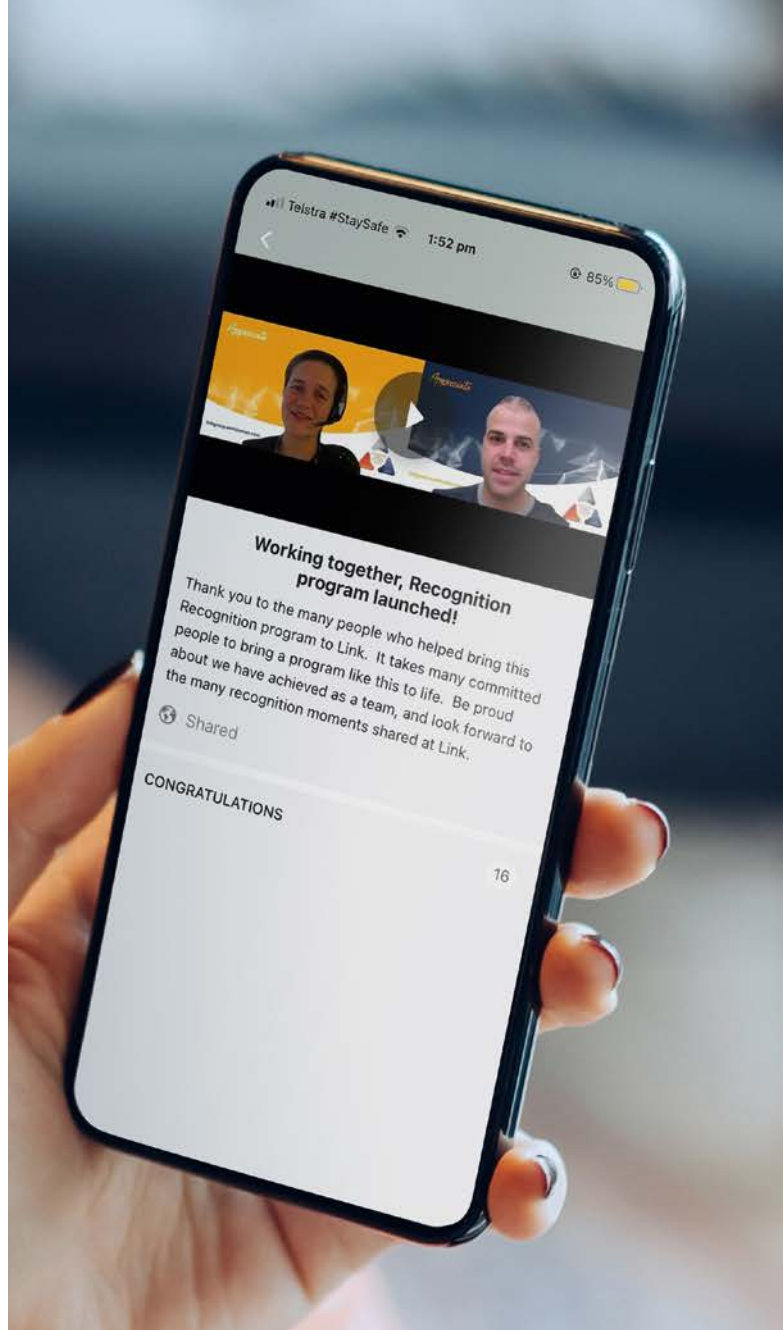 Telstra #StaySafe 1:52 pm 85%
Appreciate
Appreciate
Working together, Recognition
program launched!
Thank you to the many people who helped bring this
Recognition program to Link. It takes many committed
people to bring a program like this to life. Be proud
about we have achieved as a team, and look forward to
the many recognition moments shared at Link.
Shared
CONGRATULATIONS
16